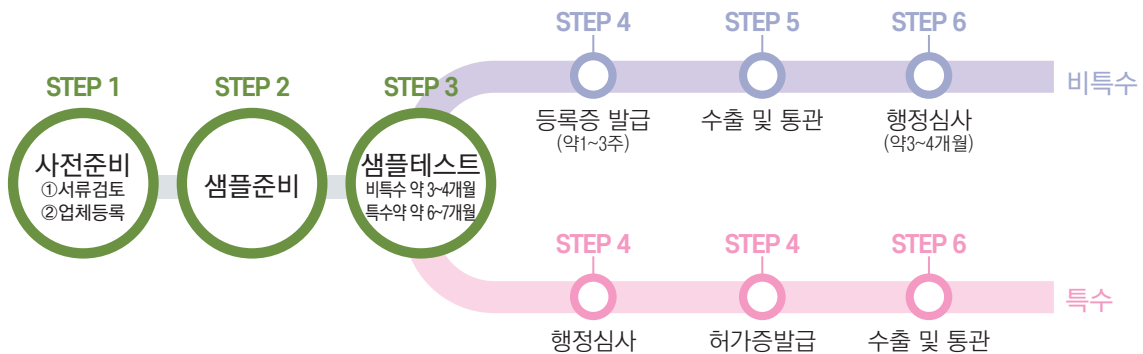 STEP 1
사전준비
①서류검토
②업체등록
STEP 2
샘플준비
STEP 3
샘플테스트
비특수 약 3~4개월
특수약 약 6~7개월
STEP 4
등록증 발급
(약1~3주)
STEP 5
수출 및 통관
STEP 6
행정심사
(약3~4개월)
비특수
STEP 4
행정심사
STEP 4
허가증발급
STEP 6
수출 및 통관
특수